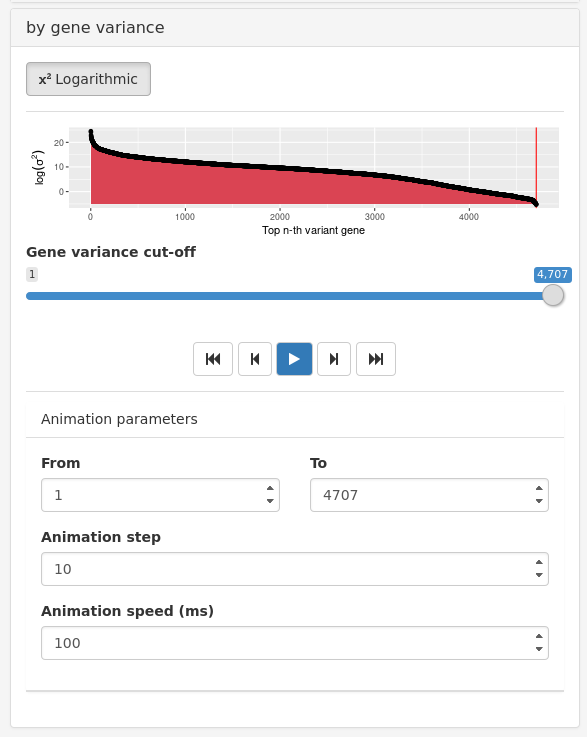 by gene variance
x² Logarithmic
log(σ²)
20
10
0
0 1000 2000 3000 4000
Top n-th variant gene
Gene variance cut-off
1 4,707
Animation parameters
From To
1 4707
Animation step
10
Animation speed (ms)
100